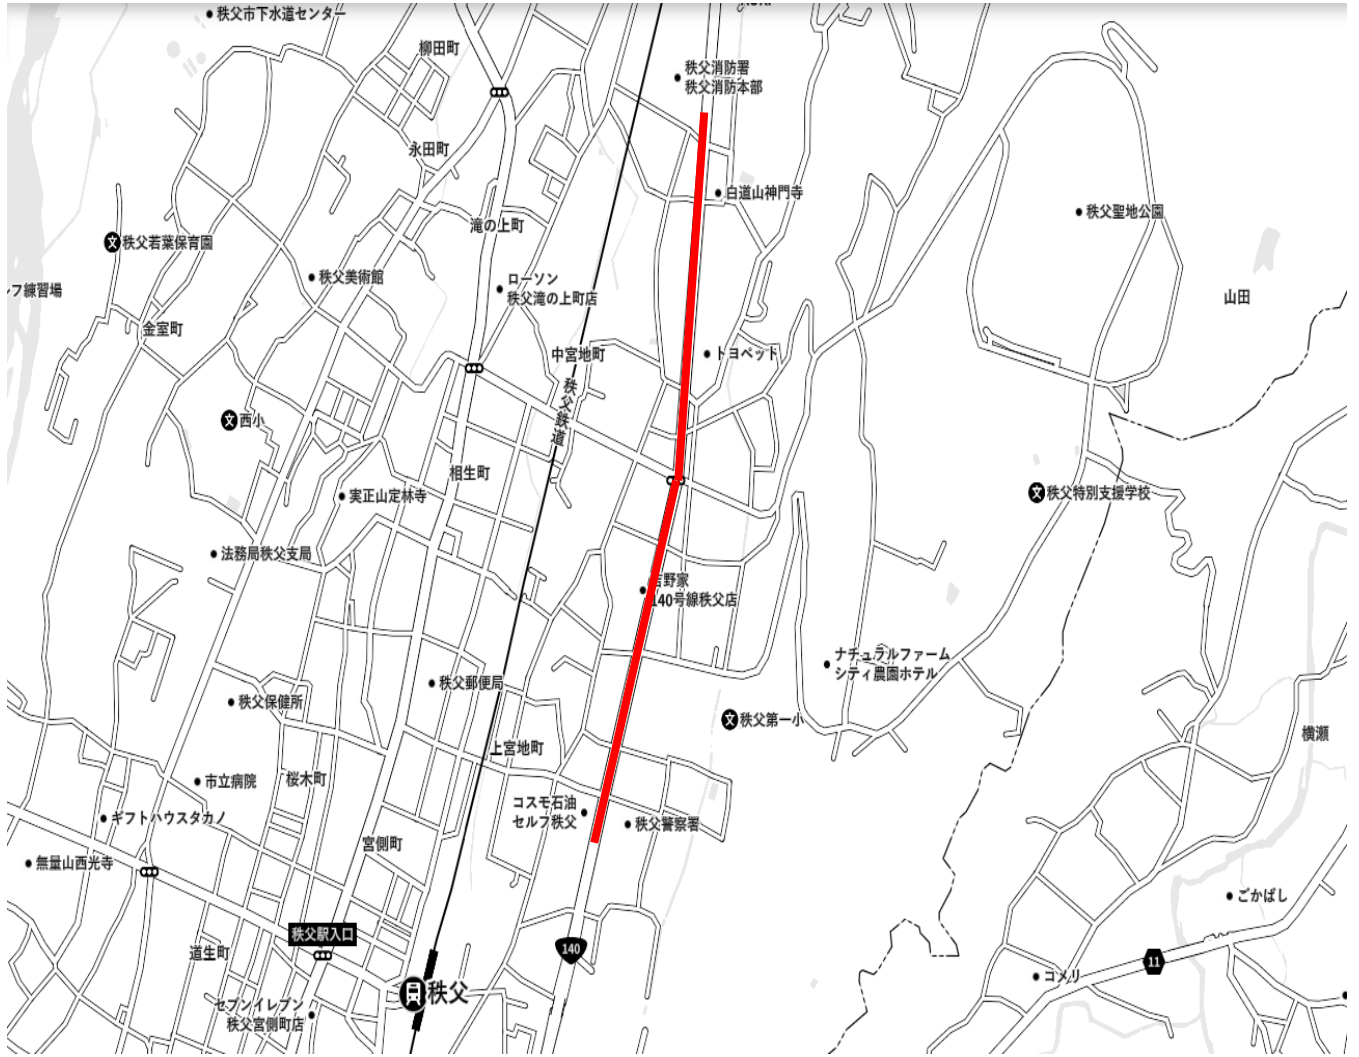 秩父市下水道センター
柳田町
秩父消防署
秩父消防本部
永田町
白道山神門寺
秩父聖地公園
滝の上町
秩父若葉保育園
秩父美術館
ローソン
秩父滝の上町店
フ練習場
山田
金室町
中宮地町
トヨペット
秩父鉄道
西小
相生町
実正山定林寺
秩父特別支援学校
法務局秩父支局
吉野家
140号線秩父店
ナチュラルファーム
シティ農園ホテル
秩父郵便局
秩父保健所
秩父第一小
横瀬
上宮地町
市立病院
桜木町
コスモ石油
セルフ秩父
ギフトハウスタカノ
秩父警察署
宮側町
無量山西光寺
ごかばし
秩父駅入口
道生町
140
11
コメリ
秩父
セブンイレブン
秩父宮側町店